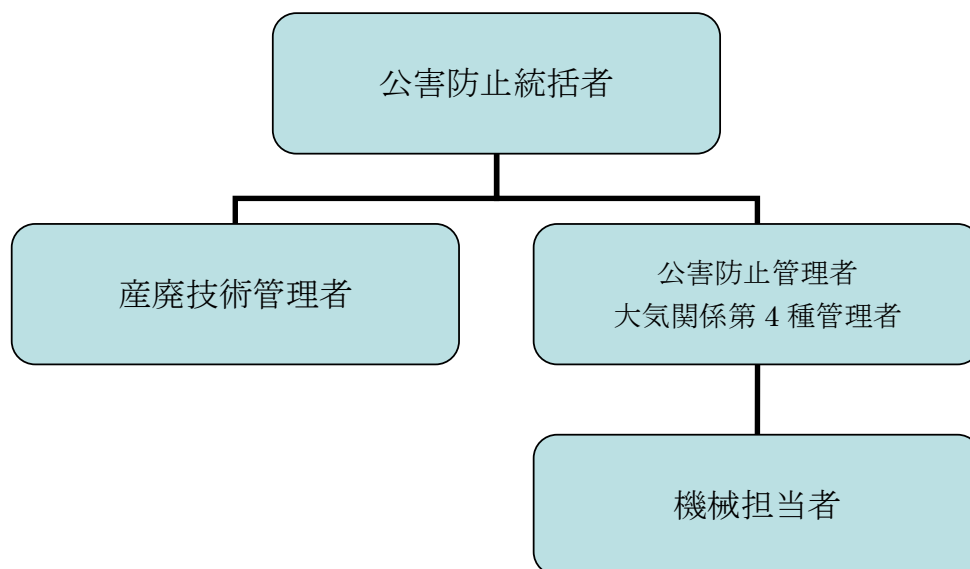 公害防止統括者
産廃技術管理者
公害防止管理者
大気関係第 4 種管理者
機械担当者